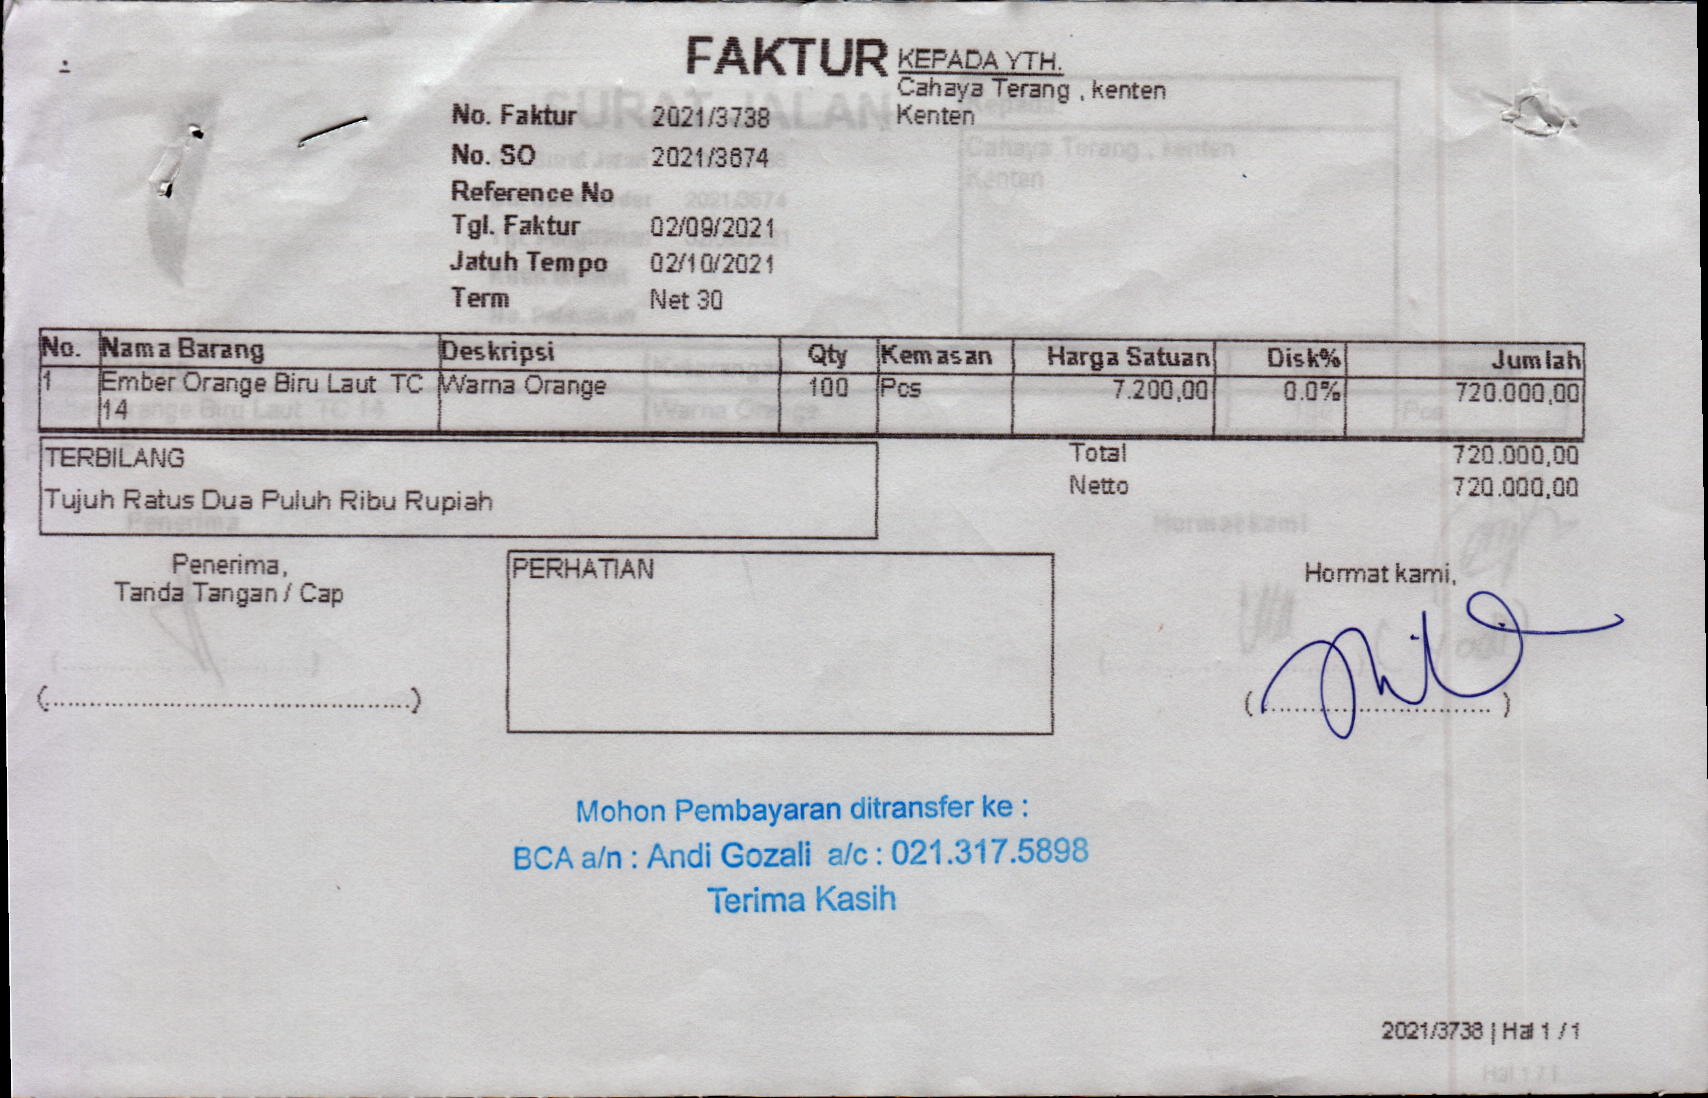 FAKTUR
KEPADA YTH.
Cahaya Terang , kenten
Kenten
No. Faktur 2021/3738
No. SO 2021/3674
Reference No
Tgl. Faktur 02/09/2021
Jatuh Tempo 02/10/2021
Term Net 30
No. Nama Barang Deskripsi Qty Kemasan Harga Satuan Disk% Jumlah
1 Ember Orange Biru Laut TC Warna Orange 100 Pcs 7.200,00 0.0% 720.000,00
14
TERBILANG
Tujuh Ratus Dua Puluh Ribu Rupiah
Total 720.000,00
Netto 720.000,00
Penerima,
Tanda Tangan / Cap
(................................................)
PERHATIAN
Hormat kami,
(................................)
Mohon Pembayaran ditransfer ke :
BCA a/n : Andi Gozali a/c : 021.317.5898
Terima Kasih
2021/3738 | Hal 1 / 1